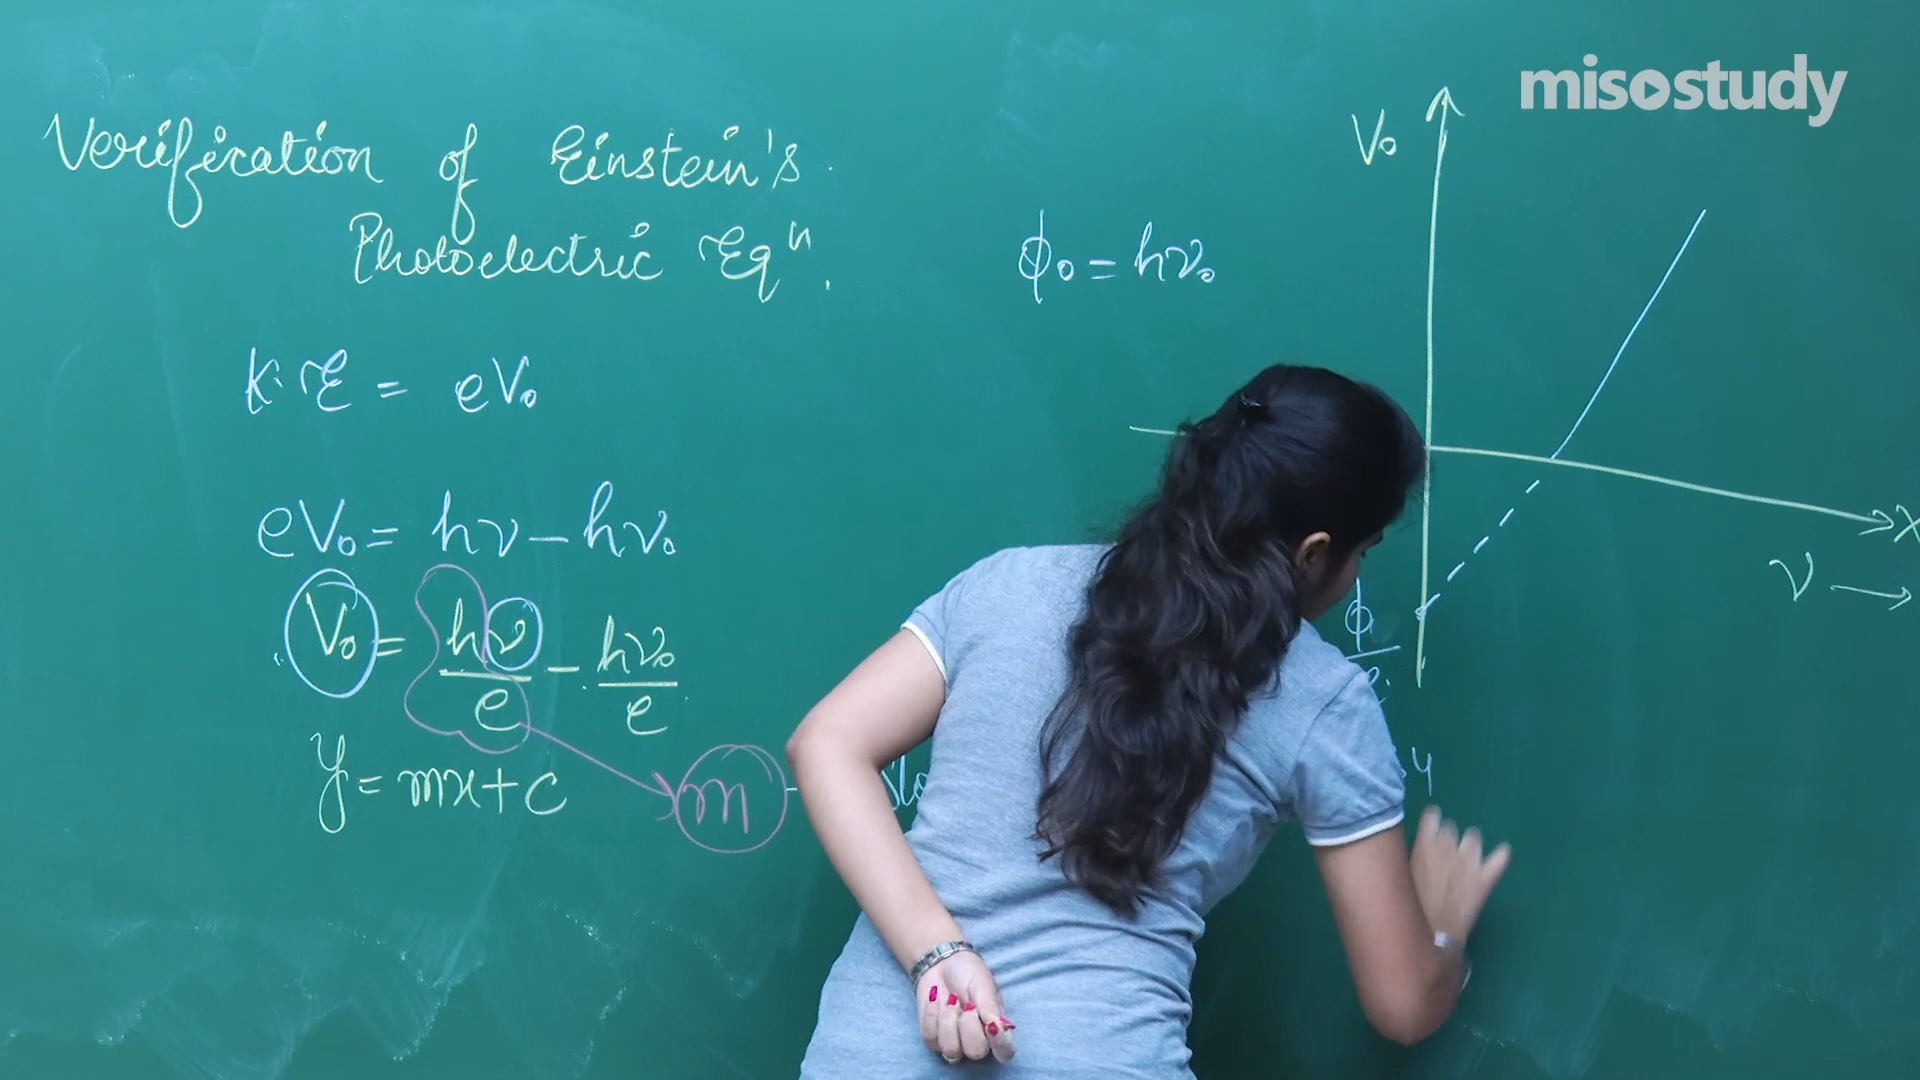 misostudy
Verification of Einstein's
Photoelectric Eqⁿ.
K.E = eV₀
eV₀ = hν – hν₀
V₀ = hν/e – hν₀/e
y = mx + c
m
ϕ₀ = hν₀
V₀
X
ν →
ϕ
y